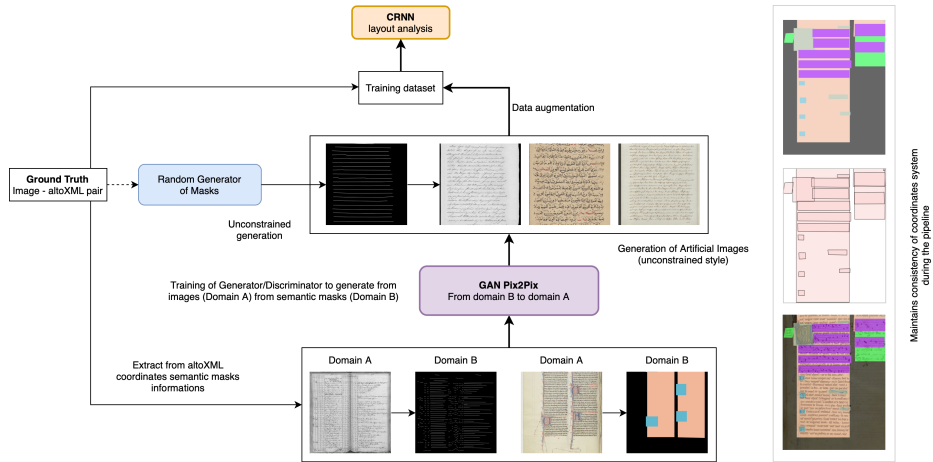 CRNN
layout analysis
Training dataset
Data augmentation
Ground Truth
Image - altoXML pair
Random Generator
of Masks
Unconstrained
generation
Generation of Artificial Images
(unconstrained style)
Training of Generator/Discriminator to generate from
images (Domain A) from semantic masks (Domain B)
GAN Pix2Pix
From domain B to domain A
Extract from altoXML
coordinates semantic masks
informations
Domain A
Domain B
Domain A
Domain B
Maintains consistency of coordinates system
during the pipeline